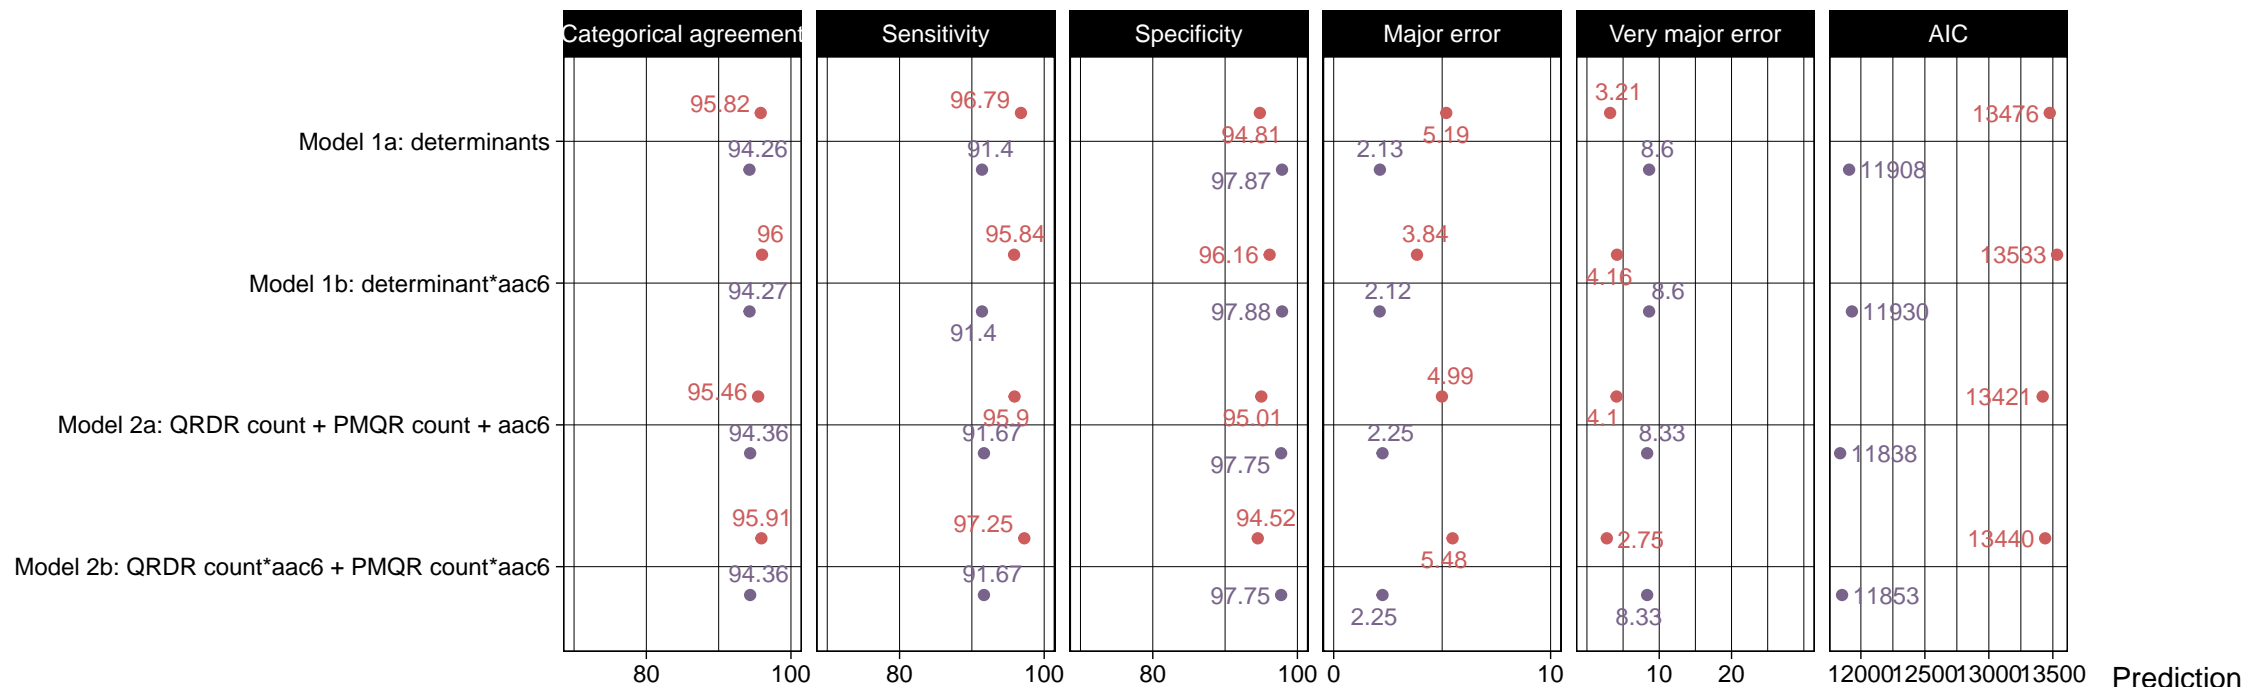 Categorical agreement Sensitivity Specificity Major error Very major error AIC
95.82 96.79 94.81 5.19 3.21 13476
Model 1a: determinants
94.26 91.4 97.87 2.13 8.6 11908
96 95.84 96.16 3.84 4.16 13533
Model 1b: determinant*aac6
94.27 91.4 97.88 2.12 8.6 11930
95.46 95.9 95.01 4.99 4.1 13421
Model 2a: QRDR count + PMQR count + aac6
94.36 91.67 97.75 2.25 8.33 11838
95.91 97.25 94.52 5.48 2.75 13440
Model 2b: QRDR count*aac6 + PMQR count*aac6
94.36 91.67 97.75 2.25 8.33 11853
80 100 80 100 80 100 0 10 10 20 12000 12500 13000 13500
Prediction